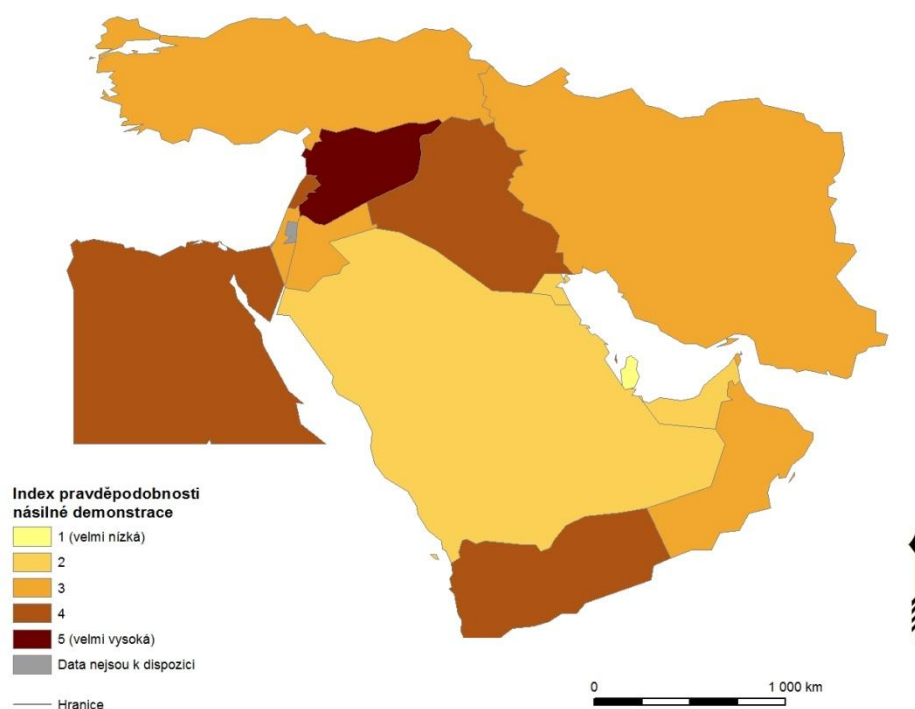 Index pravděpodobnosti
násilné demonstrace
1 (velmi nízká)
2
3
4
5 (velmi vysoká)
Data nejsou k dispozici
Hranice
0 1 000 km